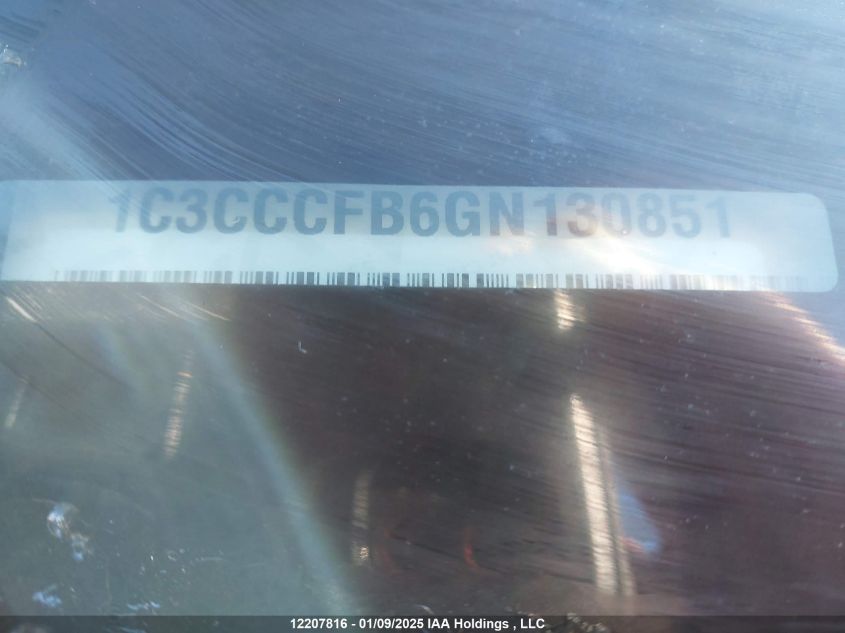 1C3CCCFB6GN130851
12207816 - 01/09/2025 IAA Holdings , LLC